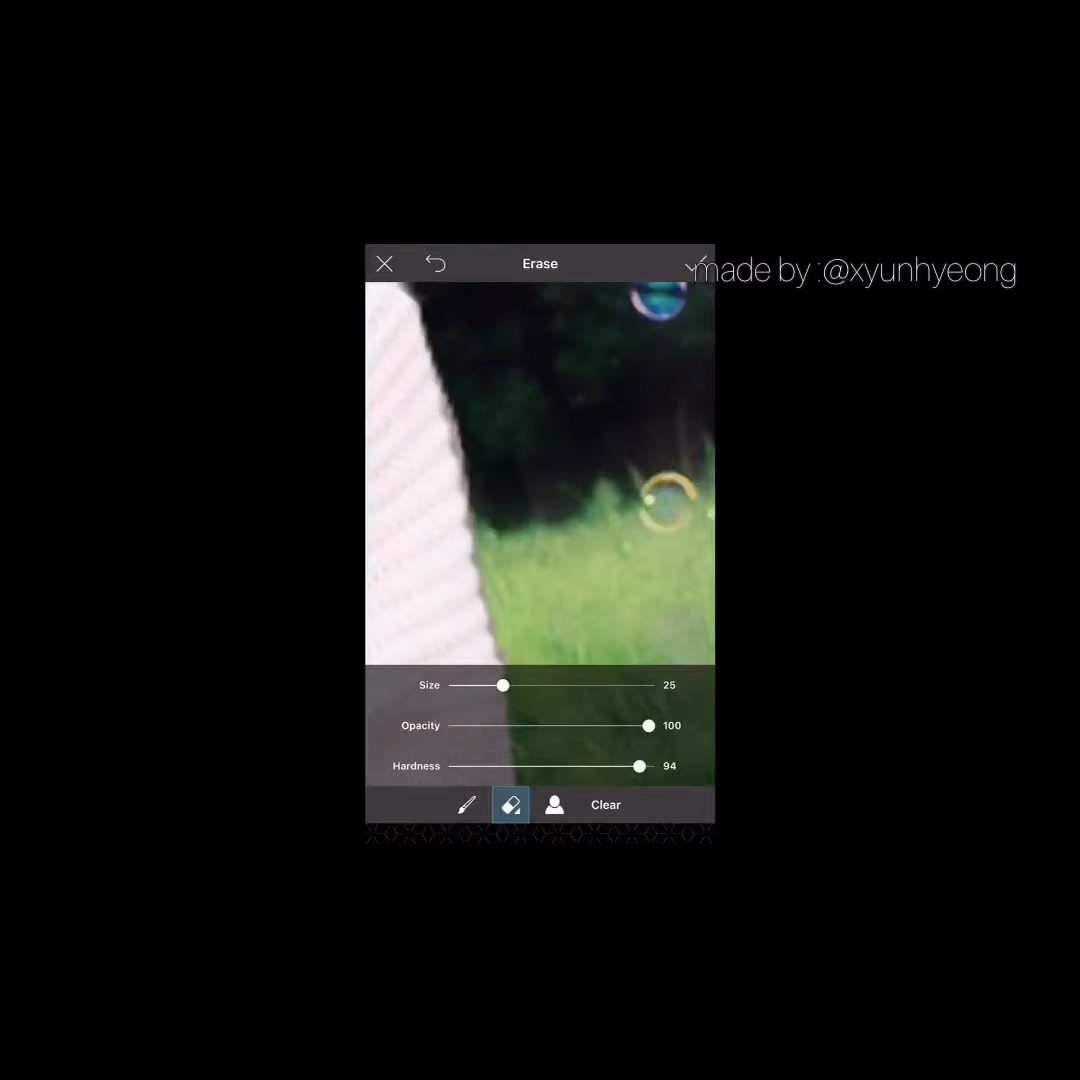 Erase
made by :@xyunhyeong
Size 25
Opacity 100
Hardness 94
Clear